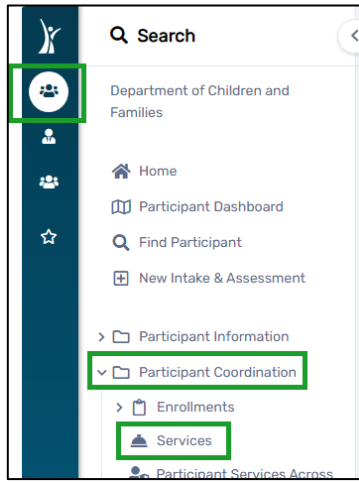 Search
Department of Children and
Families
Home
Participant Dashboard
Find Participant
New Intake & Assessment
Participant Information
Participant Coordination
Enrollments
Services
Participant Services Across